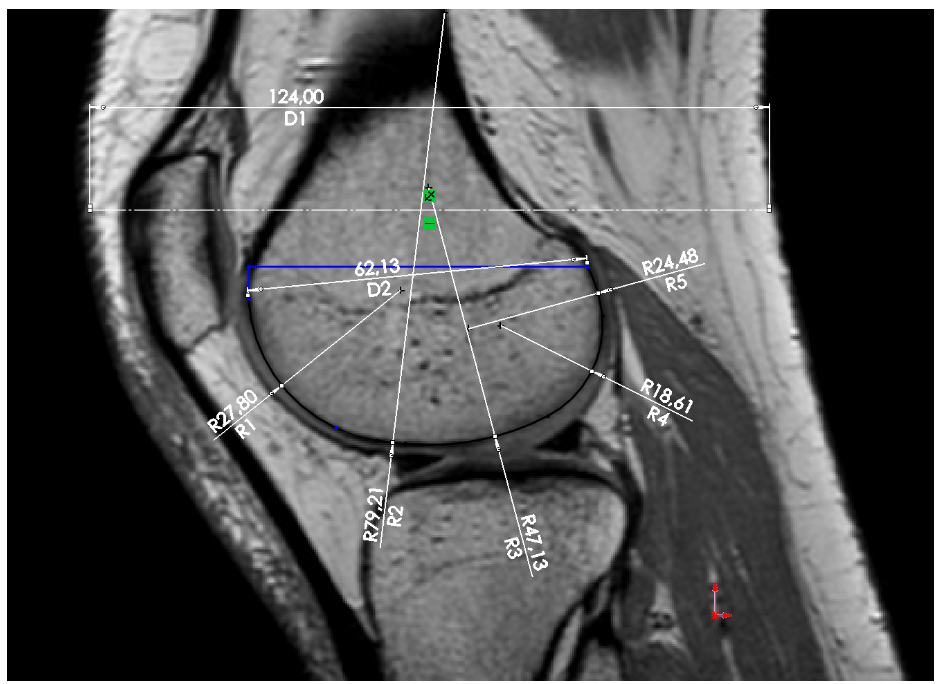 124,00
D1
62,13
D2
R24,48
R5
R18,61
R4
R27,80
R1
R79,21
R2
R47,13
R3